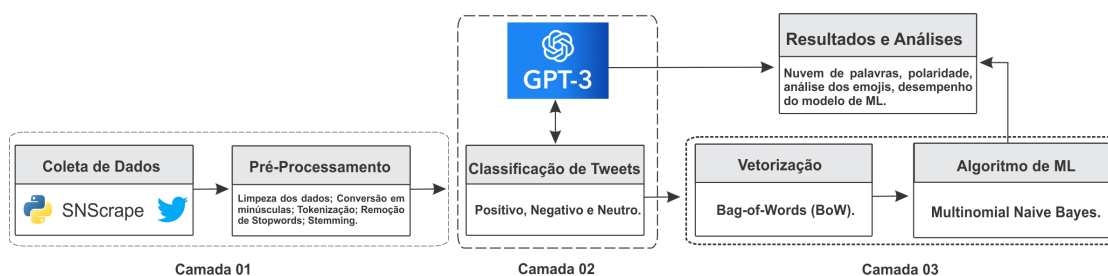 Coleta de Dados
SNScrape
Pré-Processamento
Limpeza dos dados; Conversão em
minúsculas; Tokenização; Remoção
de Stopwords; Stemming.
Camada 01
GPT-3
Classificação de Tweets
Positivo, Negativo e Neutro.
Camada 02
Resultados e Análises
Nuvem de palavras, polaridade,
análise dos emojis, desempenho
do modelo de ML.
Vetorização
Bag-of-Words (BoW).
Algoritmo de ML
Multinomial Naive Bayes.
Camada 03